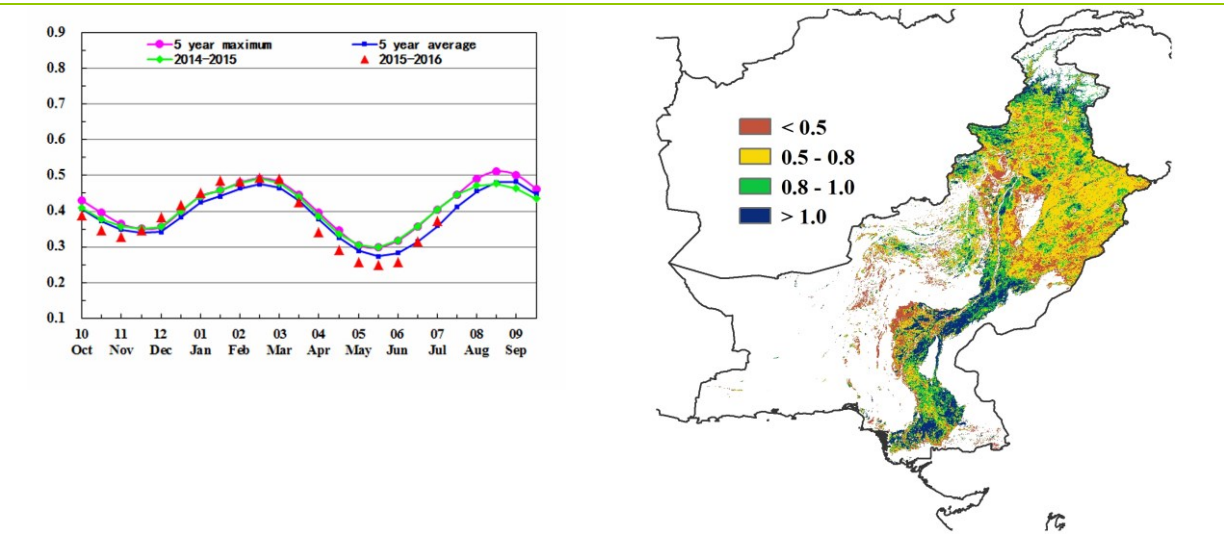 0.9
0.8
0.7
0.6
0.5
0.4
0.3
0.2
0.1
5 year maximum
5 year average
2014-2015
2015-2016
10 11 12 01 02 03 04 05 06 07 08 09
Oct Nov Dec Jan Feb Mar Apr May Jun Jul Aug Sep
< 0.5
0.5 - 0.8
0.8 - 1.0
> 1.0